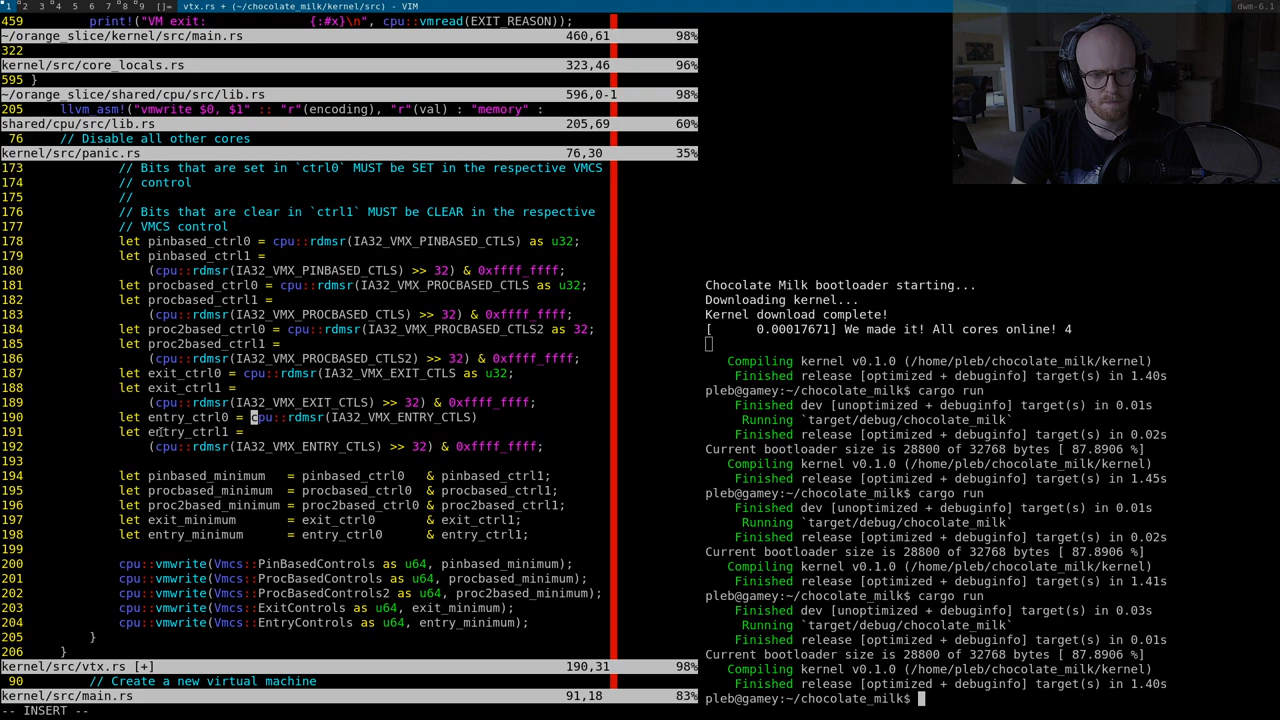 1 2 3 4 5 6 7 8 9 []= vtx.rs + (~/chocolate_milk/kernel/src) - VIM dwm-6.1
459 print!("VM exit: {:#x}\n", cpu::vmread(EXIT_REASON));
~/orange_slice/kernel/src/main.rs 460,61 98%
322
kernel/src/core_locals.rs 323,46 96%
595 }
~/orange_slice/shared/cpu/src/lib.rs 596,0-1 98%
205 llvm_asm!("vmwrite $0, $1" :: "r"(encoding), "r"(val) : "memory" :
shared/cpu/src/lib.rs 205,69 60%
76 // Disable all other cores
kernel/src/panic.rs 76,30 35%
173 // Bits that are set in `ctrl0` MUST be SET in the respective VMCS
174 // control
175 //
176 // Bits that are clear in `ctrl1` MUST be CLEAR in the respective
177 // VMCS control
178 let pinbased_ctrl0 = cpu::rdmsr(IA32_VMX_PINBASED_CTLS) as u32;
179 let pinbased_ctrl1 =
180 (cpu::rdmsr(IA32_VMX_PINBASED_CTLS) >> 32) & 0xffff_ffff;
181 let procbased_ctrl0 = cpu::rdmsr(IA32_VMX_PROCBASED_CTLS as u32;
182 let procbased_ctrl1 =
183 (cpu::rdmsr(IA32_VMX_PROCBASED_CTLS) >> 32) & 0xffff_ffff;
184 let proc2based_ctrl0 = cpu::rdmsr(IA32_VMX_PROCBASED_CTLS2 as 32;
185 let proc2based_ctrl1 =
186 (cpu::rdmsr(IA32_VMX_PROCBASED_CTLS2) >> 32) & 0xffff_ffff;
187 let exit_ctrl0 = cpu::rdmsr(IA32_VMX_EXIT_CTLS as u32;
188 let exit_ctrl1 =
189 (cpu::rdmsr(IA32_VMX_EXIT_CTLS) >> 32) & 0xffff_ffff;
190 let entry_ctrl0 = cpu::rdmsr(IA32_VMX_ENTRY_CTLS)
191 let entry_ctrl1 =
192 (cpu::rdmsr(IA32_VMX_ENTRY_CTLS) >> 32) & 0xffff_ffff;
193
194 let pinbased_minimum = pinbased_ctrl0 & pinbased_ctrl1;
195 let procbased_minimum = procbased_ctrl0 & procbased_ctrl1;
196 let proc2based_minimum = proc2based_ctrl0 & proc2based_ctrl1;
197 let exit_minimum = exit_ctrl0 & exit_ctrl1;
198 let entry_minimum = entry_ctrl0 & entry_ctrl1;
199
200 cpu::vmwrite(Vmcs::PinBasedControls as u64, pinbased_minimum);
201 cpu::vmwrite(Vmcs::ProcBasedControls as u64, procbased_minimum);
202 cpu::vmwrite(Vmcs::ProcBasedControls2 as u64, proc2based_minimum);
203 cpu::vmwrite(Vmcs::ExitControls as u64, exit_minimum);
204 cpu::vmwrite(Vmcs::EntryControls as u64, entry_minimum);
205 }
206 }
kernel/src/vtx.rs [+] 190,31 98%
90 // Create a new virtual machine
kernel/src/main.rs 91,18 83%
-- INSERT --
Chocolate Milk bootloader starting...
Downloading kernel...
Kernel download complete!
[ 0.00017671] We made it! All cores online! 4
Compiling kernel v0.1.0 (/home/pleb/chocolate_milk/kernel)
Finished release [optimized + debuginfo] target(s) in 1.40s
pleb@gamey:~/chocolate_milk$ cargo run
Finished dev [unoptimized + debuginfo] target(s) in 0.01s
Running `target/debug/chocolate_milk`
Finished release [optimized + debuginfo] target(s) in 0.02s
Current bootloader size is 28800 of 32768 bytes [ 87.8906 %]
Compiling kernel v0.1.0 (/home/pleb/chocolate_milk/kernel)
Finished release [optimized + debuginfo] target(s) in 1.45s
pleb@gamey:~/chocolate_milk$ cargo run
Finished dev [unoptimized + debuginfo] target(s) in 0.01s
Running `target/debug/chocolate_milk`
Finished release [optimized + debuginfo] target(s) in 0.02s
Current bootloader size is 28800 of 32768 bytes [ 87.8906 %]
Compiling kernel v0.1.0 (/home/pleb/chocolate_milk/kernel)
Finished release [optimized + debuginfo] target(s) in 1.41s
pleb@gamey:~/chocolate_milk$ cargo run
Finished dev [unoptimized + debuginfo] target(s) in 0.03s
Running `target/debug/chocolate_milk`
Finished release [optimized + debuginfo] target(s) in 0.01s
Current bootloader size is 28800 of 32768 bytes [ 87.8906 %]
Compiling kernel v0.1.0 (/home/pleb/chocolate_milk/kernel)
Finished release [optimized + debuginfo] target(s) in 1.40s
pleb@gamey:~/chocolate_milk$